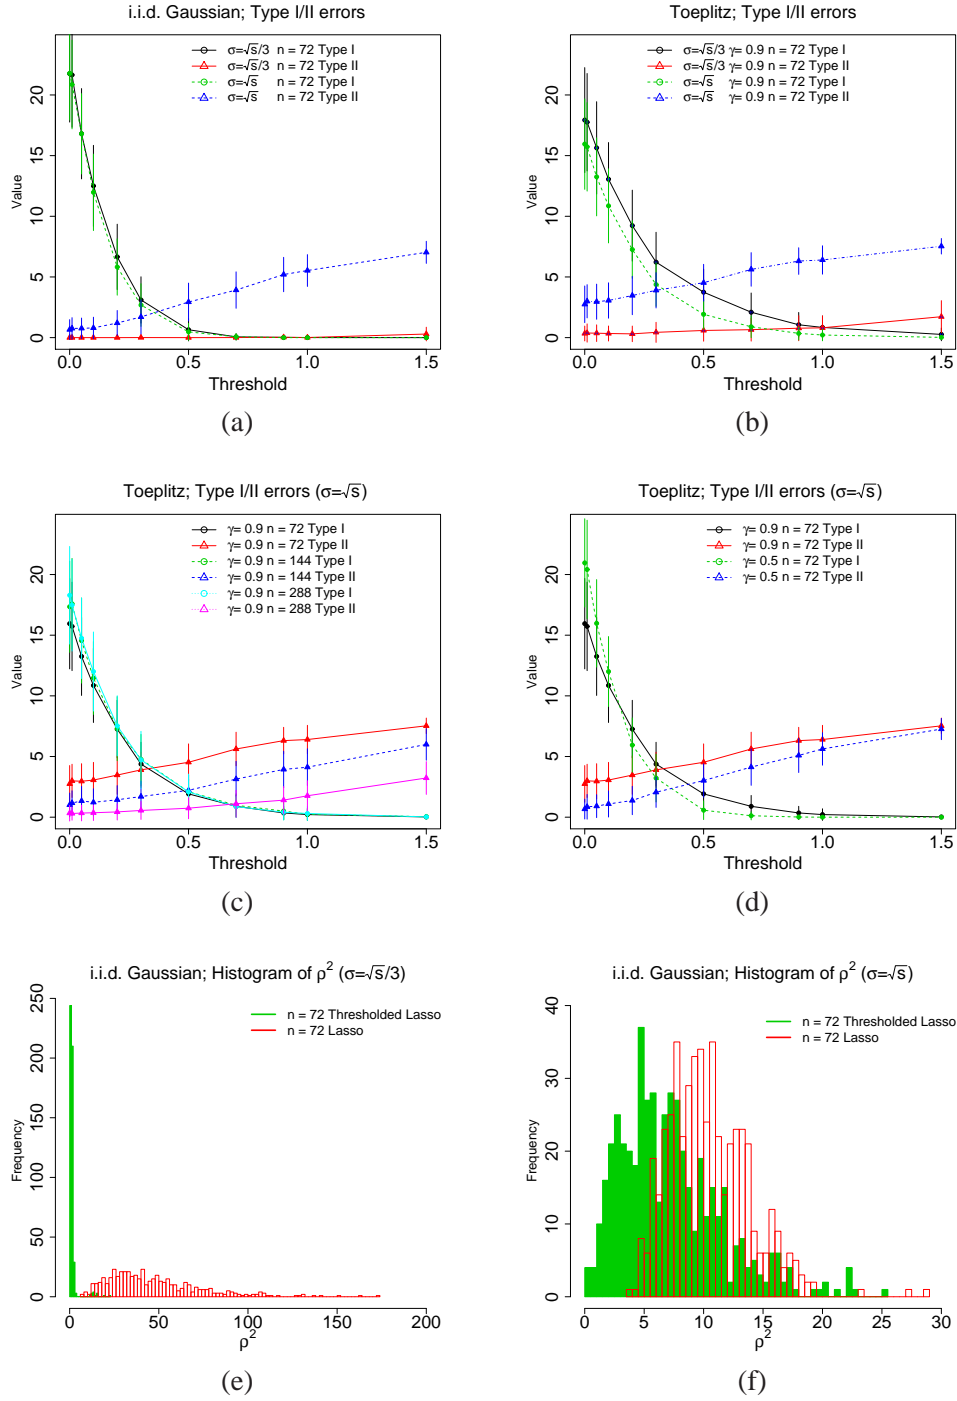 i.i.d. Gaussian; Type I/II errors
σ=√s/3 n = 72 Type I
σ=√s/3 n = 72 Type II
σ=√s n = 72 Type I
σ=√s n = 72 Type II
Value
0 5 10 15 20
0.0 0.5 1.0 1.5
Threshold
(a)
Toeplitz; Type I/II errors
σ=√s/3 γ= 0.9 n = 72 Type I
σ=√s/3 γ= 0.9 n = 72 Type II
σ=√s γ= 0.9 n = 72 Type I
σ=√s γ= 0.9 n = 72 Type II
Value
0 5 10 15 20
0.0 0.5 1.0 1.5
Threshold
(b)
Toeplitz; Type I/II errors (σ=√s)
γ= 0.9 n = 72 Type I
γ= 0.9 n = 72 Type II
γ= 0.9 n = 144 Type I
γ= 0.9 n = 144 Type II
γ= 0.9 n = 288 Type I
γ= 0.9 n = 288 Type II
Value
0 5 10 15 20
0.0 0.5 1.0 1.5
Threshold
(c)
Toeplitz; Type I/II errors (σ=√s)
γ= 0.9 n = 72 Type I
γ= 0.9 n = 72 Type II
γ= 0.5 n = 72 Type I
γ= 0.5 n = 72 Type II
Value
0 5 10 15 20
0.0 0.5 1.0 1.5
Threshold
(d)
i.i.d. Gaussian; Histogram of ρ² (σ=√s/3)
n = 72 Thresholded Lasso
n = 72 Lasso
Frequency
0 50 100 150 200 250
0 50 100 150 200
ρ²
(e)
i.i.d. Gaussian; Histogram of ρ² (σ=√s)
n = 72 Thresholded Lasso
n = 72 Lasso
Frequency
0 10 20 30 40
0 5 10 15 20 25 30
ρ²
(f)